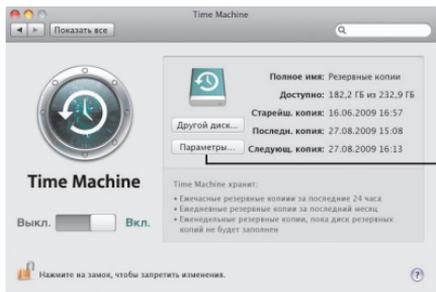 Time Machine
Показать все
Полное имя: Резервные копии
Доступно: 182,2 ГБ из 232,9 ГБ
Старейш. копия: 16.06.2009 16:57
Другой диск...
Последн. копия: 27.08.2009 15:08
Параметры...
Следующ. копия: 27.08.2009 16:13
Time Machine
Time Machine хранит:
• Ежечасные резервные копиии за последние 24 часа
• Ежедневные резервные копии за последний месяц
• Еженедельные резервные копии, пока диск резервных
копий не будет заполнен
Выкл. Вкл.
Нажмите на замок, чтобы запретить изменения.
?